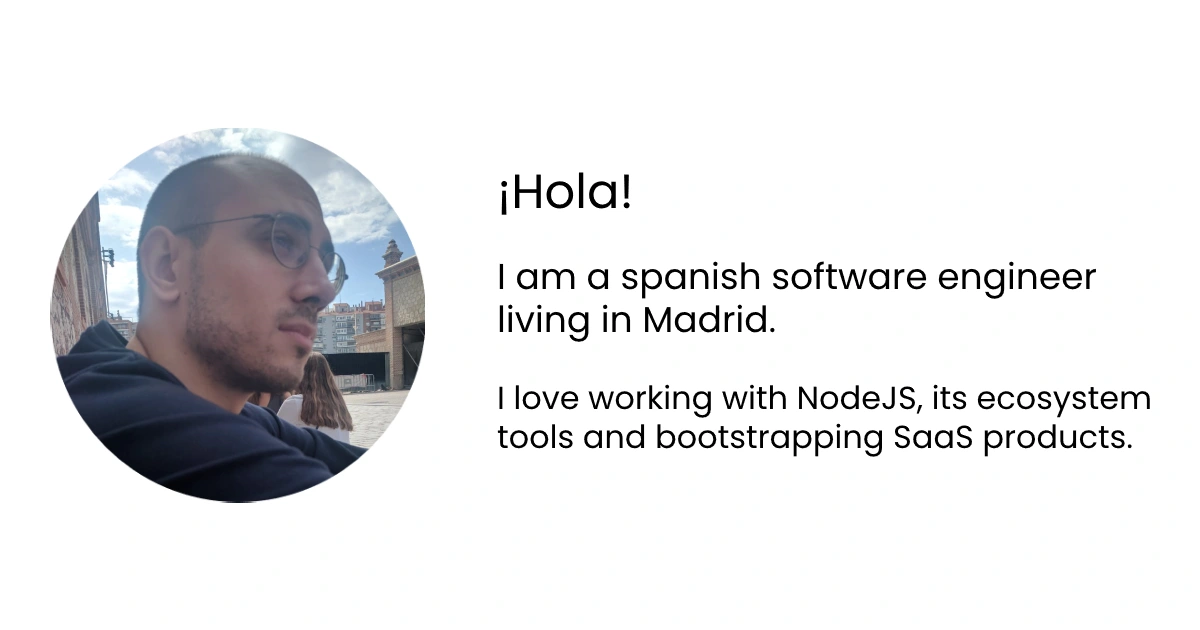 ¡Hola!
I am a spanish software engineer
living in Madrid.
I love working with NodeJS, its ecosystem
tools and bootstrapping SaaS products.